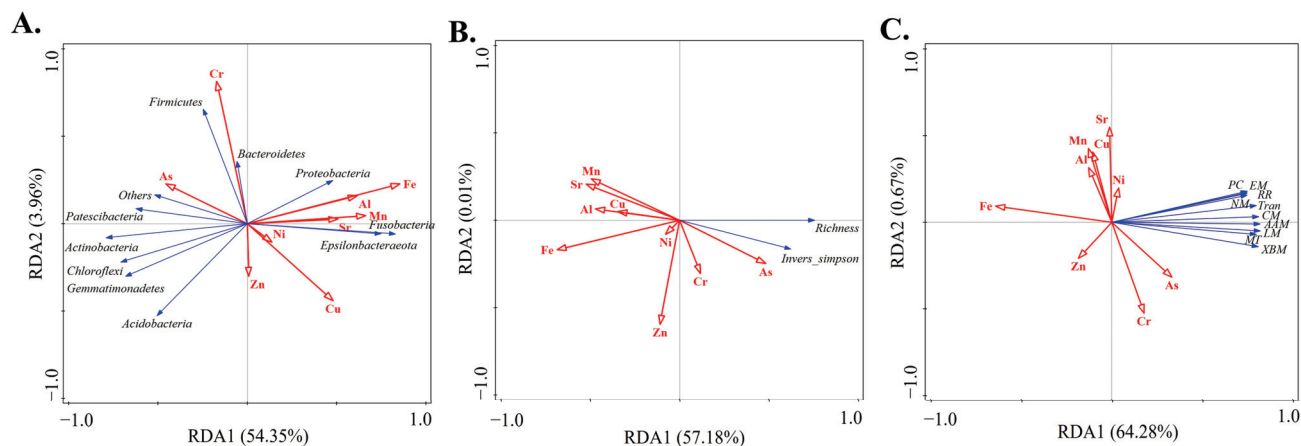 A.
1.0
Cr
Firmicutes
Bacteroidetes
As
Proteobacteria
Fe
Others
Al
Patescibacteria
Mn
Sr
Fusobacteria
Actinobacteria
Ni
Epsilonbacteraeota
Chloroflexi
Zn
Gemmatimonadetes
Cu
Acidobacteria
RDA2 (3.96%)
−1.0
−1.0
1.0
RDA1 (54.35%)
B.
1.0
Mn
Sr
Al
Cu
Richness
Ni
Fe
Invers_simpson
As
Cr
Zn
RDA2 (0.01%)
−1.0
−1.0
1.0
RDA1 (57.18%)
C.
1.0
Sr
Mn
Cu
Al
Ni
PC EM
RR
Fe
NM Tran
CM
AAM
LM
MI
XBM
Zn
As
Cr
RDA2 (0.67%)
−1.0
−1.0
1.0
RDA1 (64.28%)